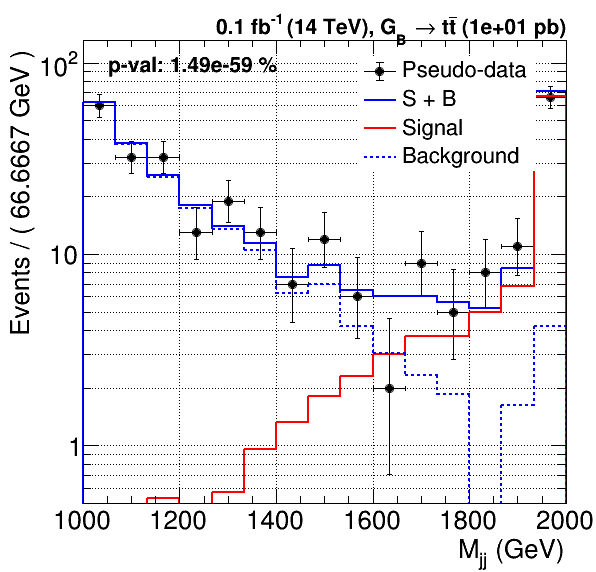 0.1 fb⁻¹ (14 TeV), G_B → tt̄ (1e+01 pb)
p-val: 1.49e-59 %
Pseudo-data
S + B
Signal
Background
Events / ( 66.6667 GeV )
10²
10
1
1000 1200 1400 1600 1800 2000
M_jj (GeV)